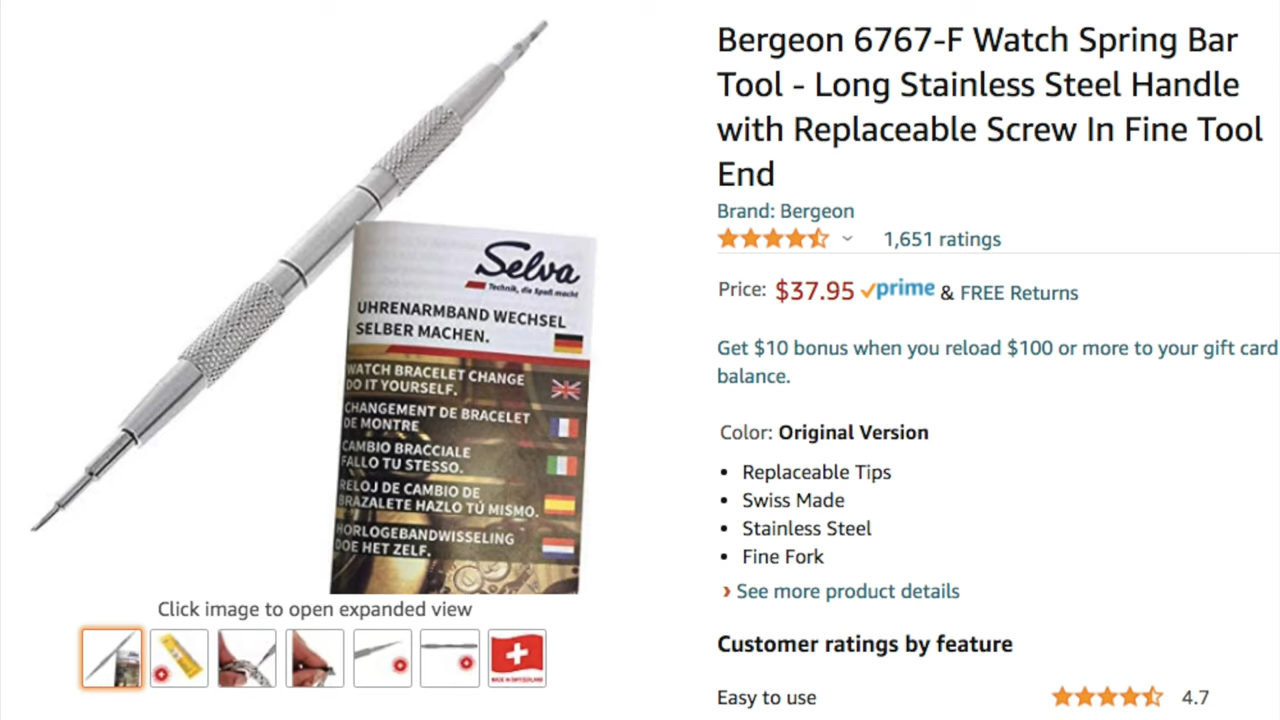 Bergeon 6767-F Watch Spring Bar
Tool - Long Stainless Steel Handle
with Replaceable Screw In Fine Tool
End
Brand: Bergeon
1,651 ratings
Price: $37.95 prime & FREE Returns
Get $10 bonus when you reload $100 or more to your gift card
balance.
Color: Original Version
Replaceable Tips
Swiss Made
Stainless Steel
Fine Fork
› See more product details
Customer ratings by feature
Easy to use 4.7
Selva
Technik, die Spaß macht
UHRENARMBAND WECHSEL
SELBER MACHEN.
WATCH BRACELET CHANGE
DO IT YOURSELF.
CHANGEMENT DE BRACELET
DE MONTRE
CAMBIO BRACCIALE
FALLO TU STESSO.
RELOJ DE CAMBIO DE
BRAZALETE HAZLO TÚ MISMO.
HORLOGEBANDWISSELING
DOE HET ZELF.
Click image to open expanded view
MADE IN SWITZERLAND